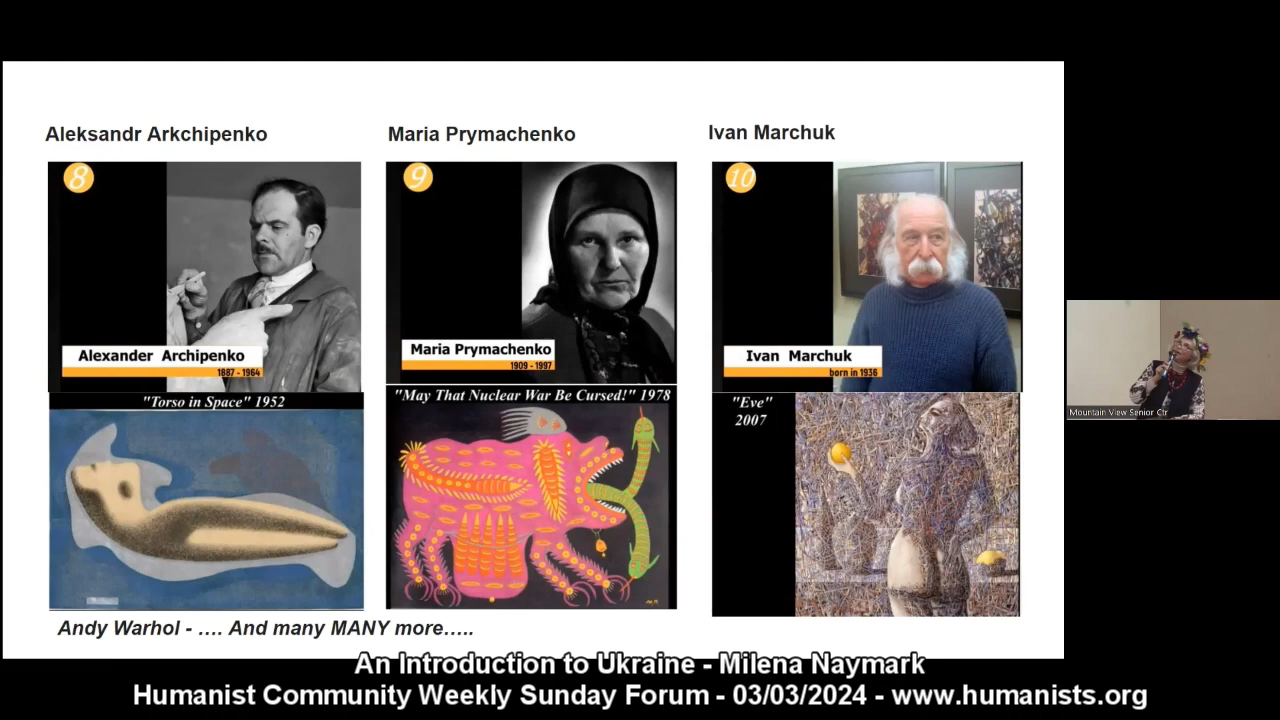 Aleksandr Arkchipenko
Maria Prymachenko
Ivan Marchuk
8
9
10
Alexander Archipenko
1887 - 1964
Maria Prymachenko
1909 - 1997
Ivan Marchuk
born in 1936
"Torso in Space" 1952
"May That Nuclear War Be Cursed!" 1978
"Eve"
2007
Andy Warhol - …. And many MANY more…..
Mountain View Senior Ctr
An Introduction to Ukraine - Milena Naymark
Humanist Community Weekly Sunday Forum - 03/03/2024 - www.humanists.org